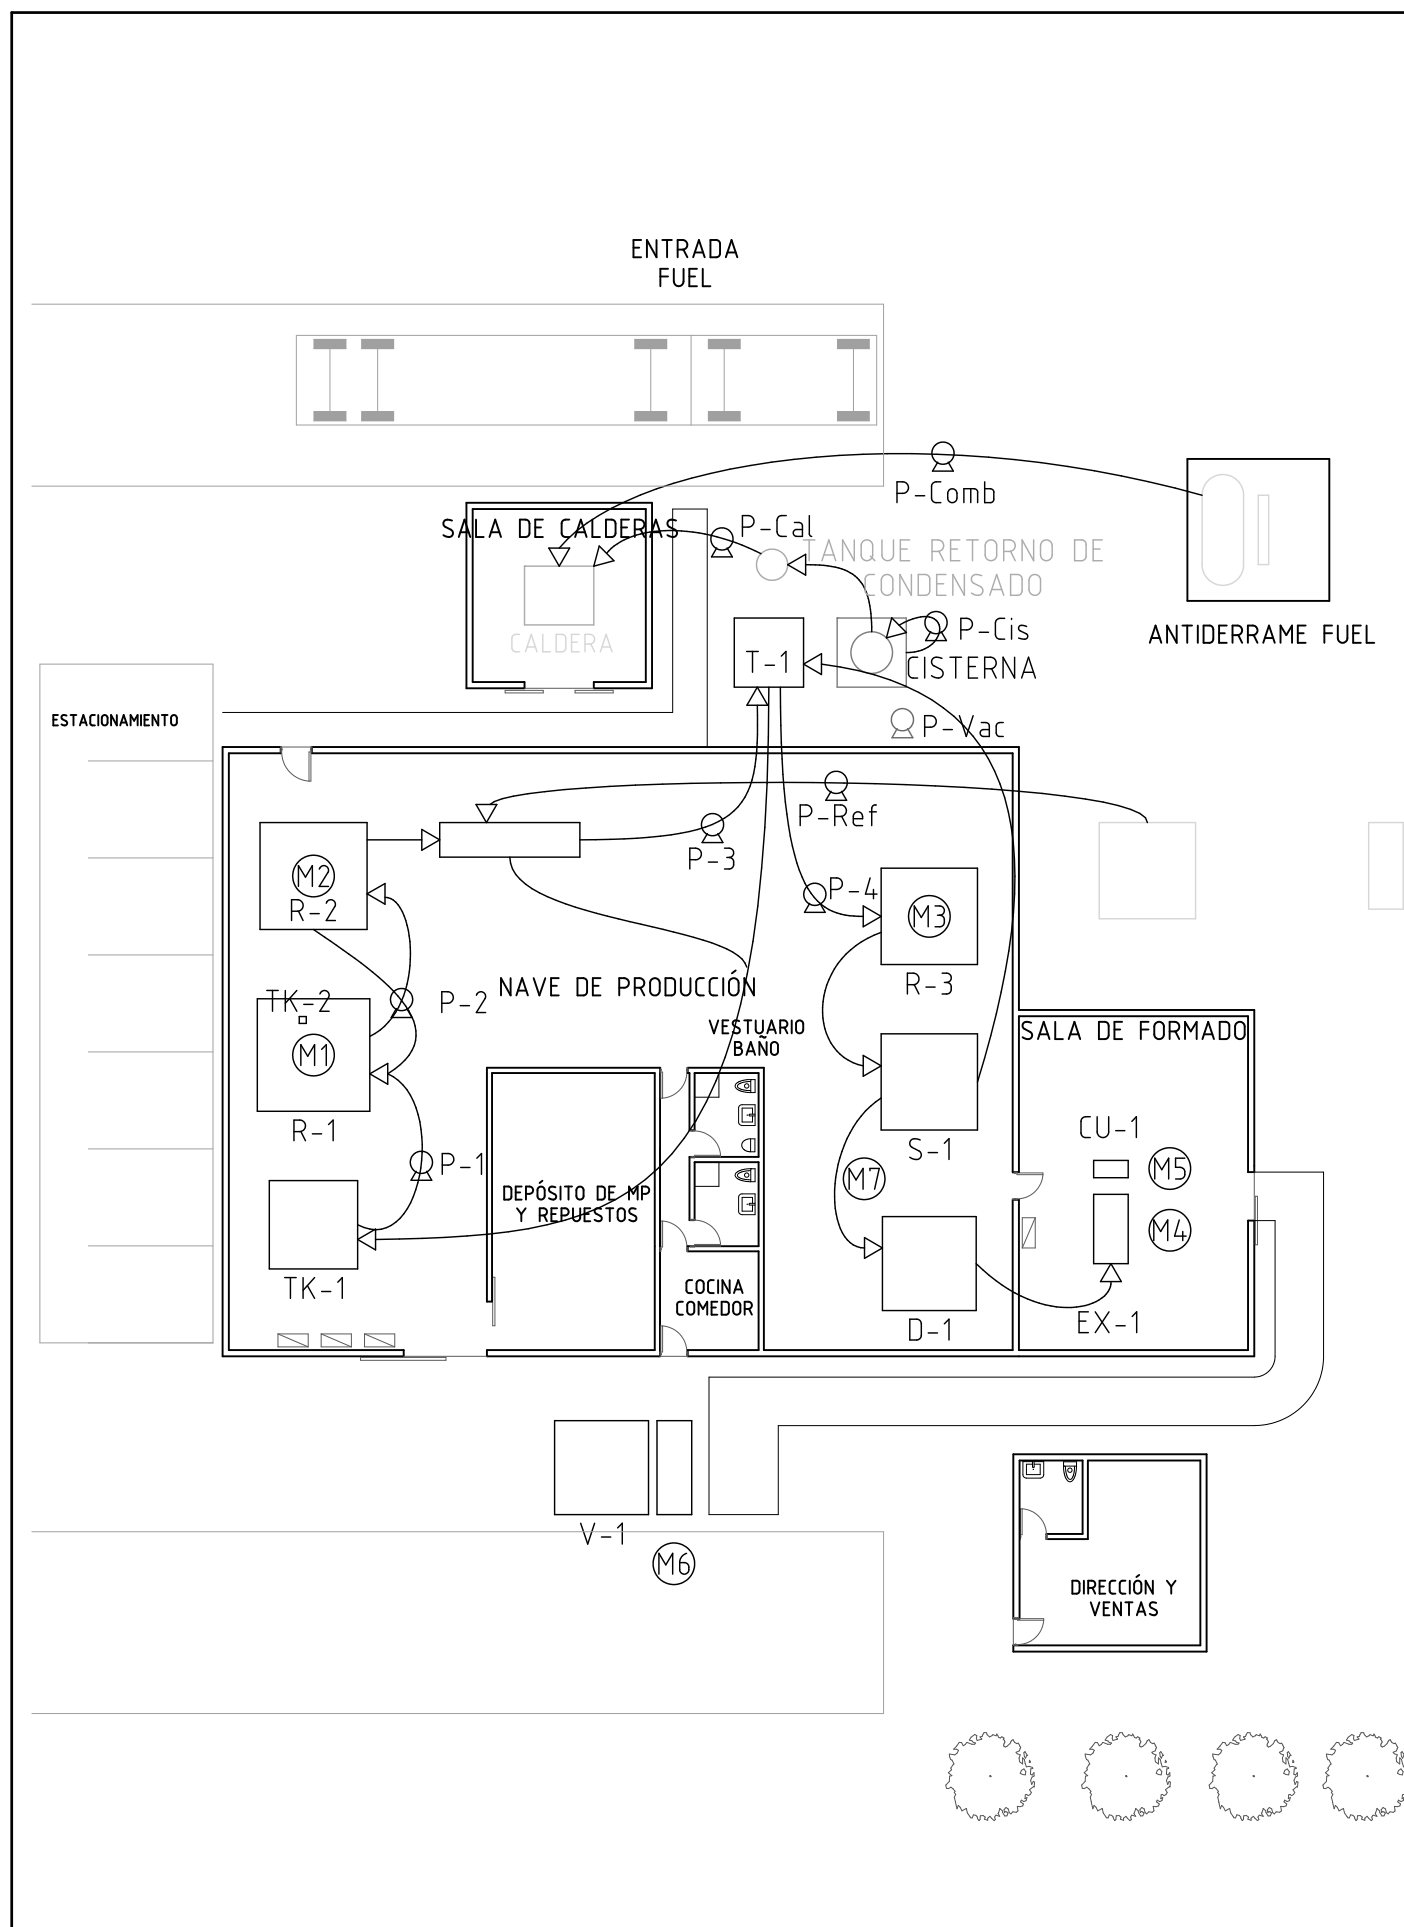 ENTRADA
FUEL
P-Comb
SALA DE CALDERAS
P-Cal
TANQUE RETORNO DE
CONDENSADO
CALDERA
P-Cis
ANTIDERRAME FUEL
T-1
CISTERNA
ESTACIONAMIENTO
P-Vac
P-Ref
P-3
M2
R-2
P-4
M3
R-3
NAVE DE PRODUCCIÓN
TK-2
P-2
M1
R-1
VESTUARIO
BAÑO
SALA DE FORMADO
CU-1
S-1
P-1
M7
M5
DEPÓSITO DE MP
Y REPUESTOS
M4
TK-1
COCINA
COMEDOR
D-1
EX-1
V-1
M6
DIRECCIÓN Y
VENTAS